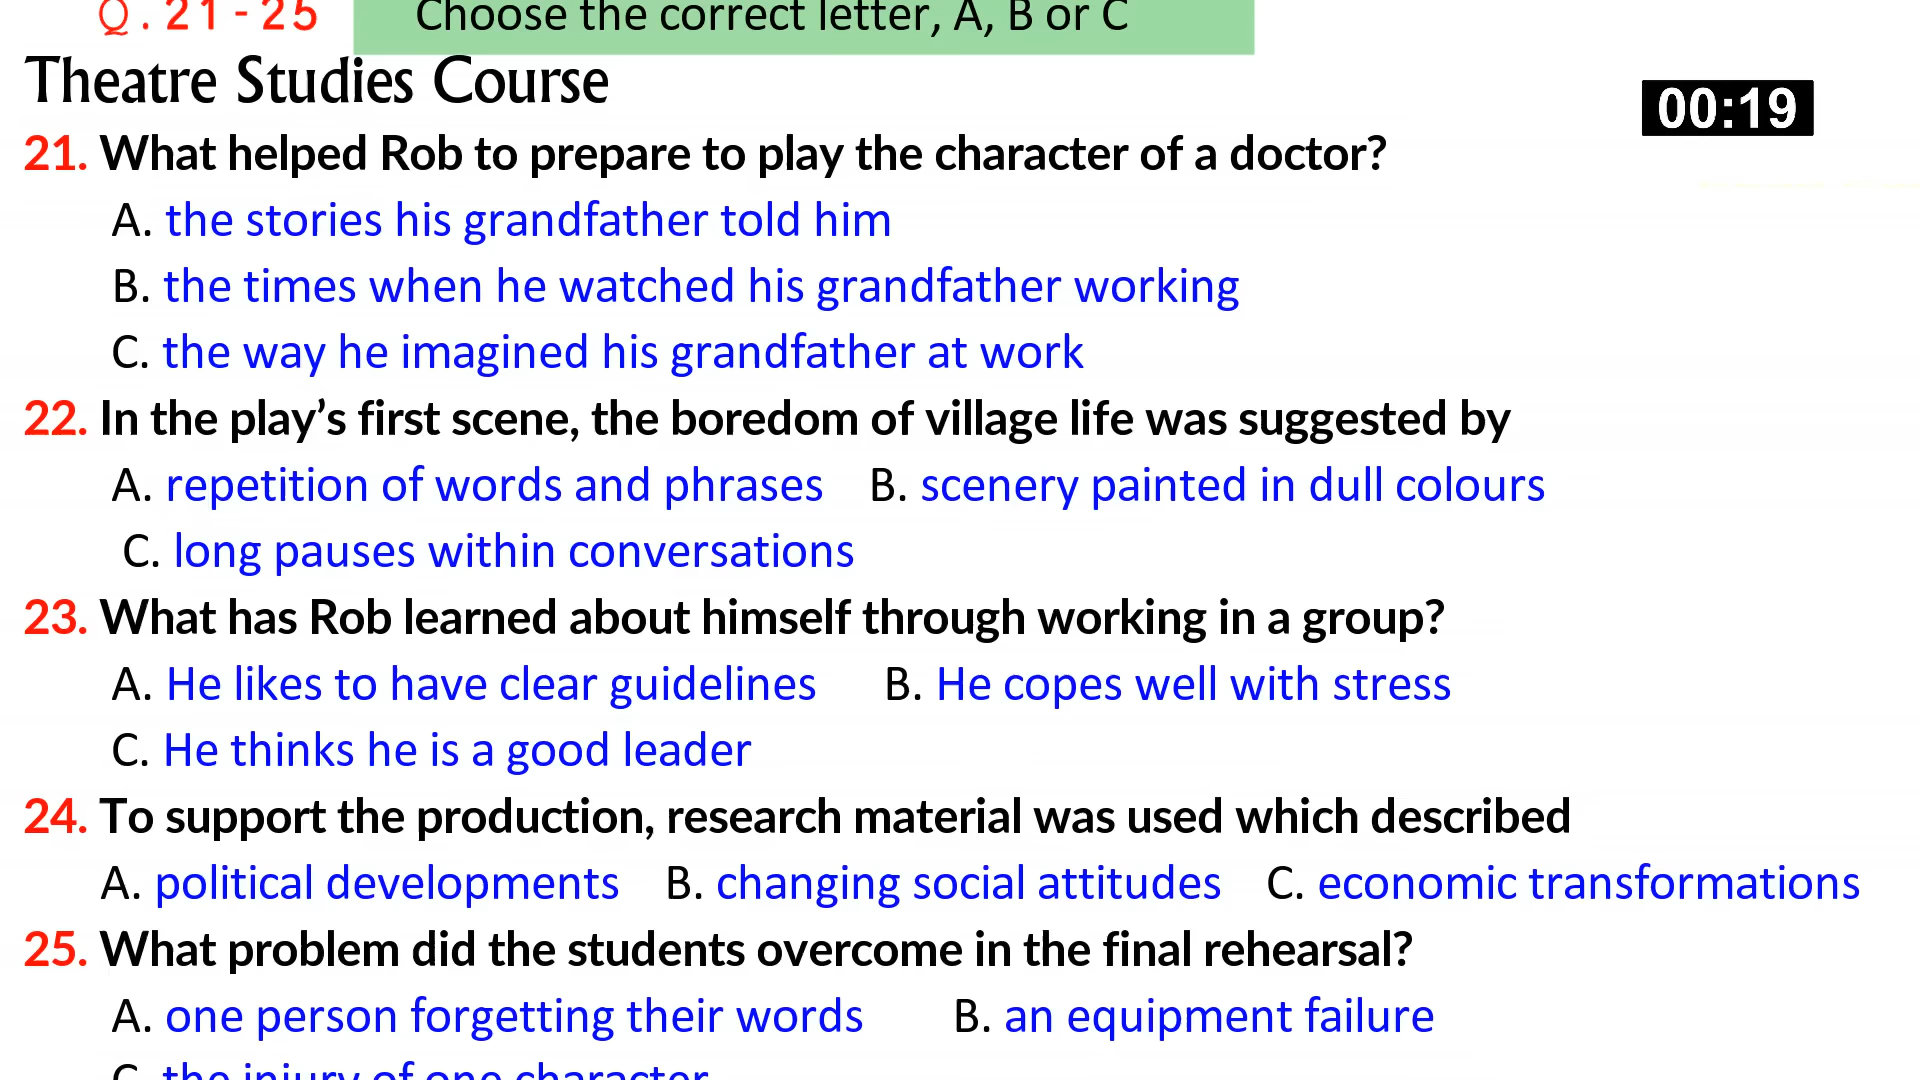 Q.21-25 Choose the correct letter, A, B or C
Theatre Studies Course
00:19
21. What helped Rob to prepare to play the character of a doctor?
A. the stories his grandfather told him
B. the times when he watched his grandfather working
C. the way he imagined his grandfather at work
22. In the play’s first scene, the boredom of village life was suggested by
A. repetition of words and phrases B. scenery painted in dull colours
C. long pauses within conversations
23. What has Rob learned about himself through working in a group?
A. He likes to have clear guidelines B. He copes well with stress
C. He thinks he is a good leader
24. To support the production, research material was used which described
A. political developments B. changing social attitudes C. economic transformations
25. What problem did the students overcome in the final rehearsal?
A. one person forgetting their words B. an equipment failure
C. the injury of one character